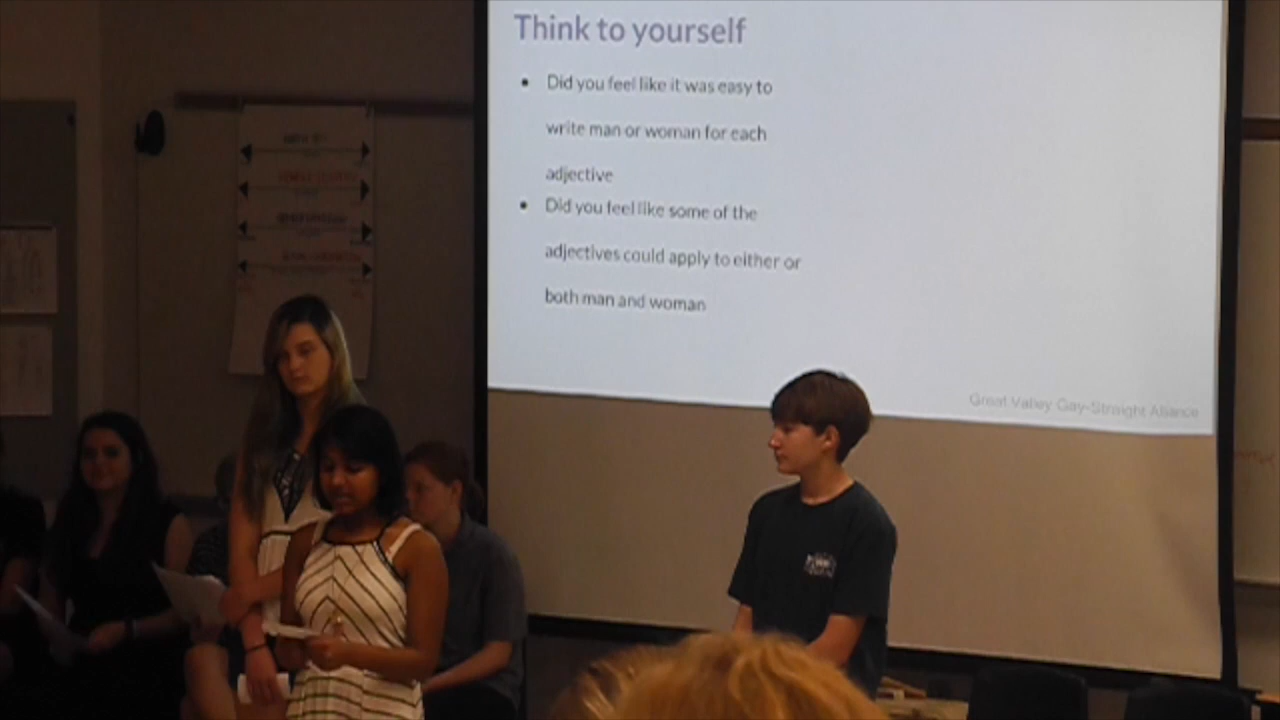 Think to yourself
Did you feel like it was easy to
write man or woman for each
adjective
Did you feel like some of the
adjectives could apply to either or
both man and woman
Great Valley Gay-Straight Alliance